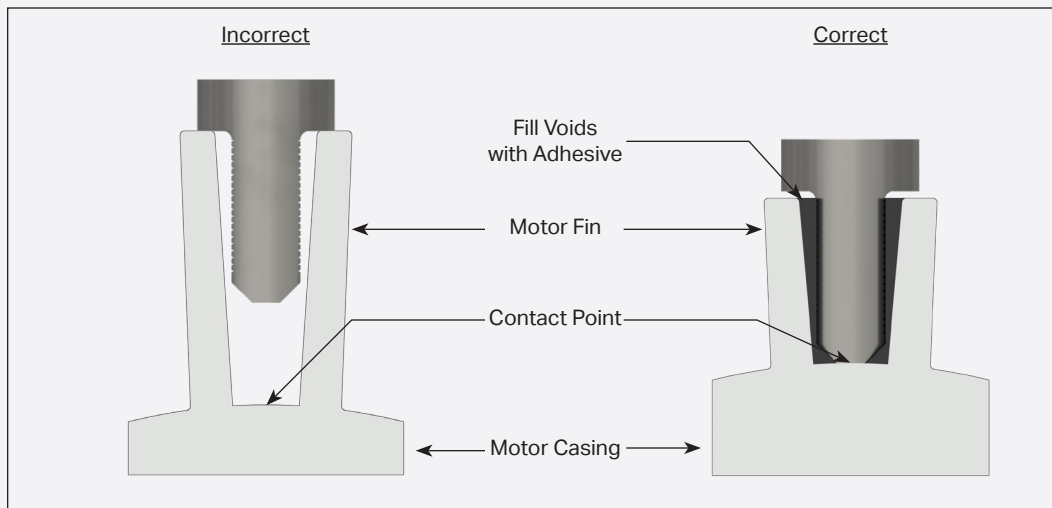 Incorrect
Correct
Fill Voids
with Adhesive
Motor Fin
Contact Point
Motor Casing